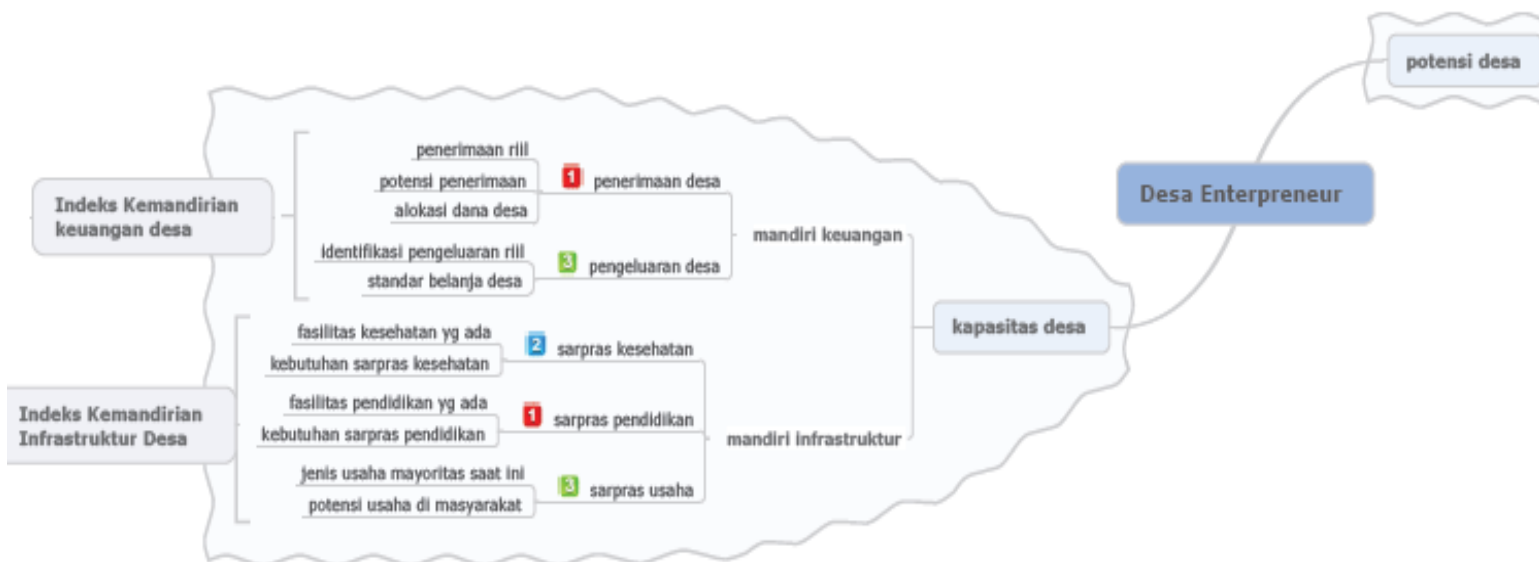 potensi desa
Desa Enterpreneur
kapasitas desa
mandiri keuangan
1 penerimaan desa
penerimaan riil
potensi penerimaan
alokasi dana desa
3 pengeluaran desa
identifikasi pengeluaran riil
standar belanja desa
Indeks Kemandirian
keuangan desa
mandiri infrastruktur
2 sarpras kesehatan
fasilitas kesehatan yg ada
kebutuhan sarpras kesehatan
1 sarpras pendidikan
fasilitas pendidikan yg ada
kebutuhan sarpras pendidikan
3 sarpras usaha
jenis usaha mayoritas saat ini
potensi usaha di masyarakat
Indeks Kemandirian
Infrastruktur Desa